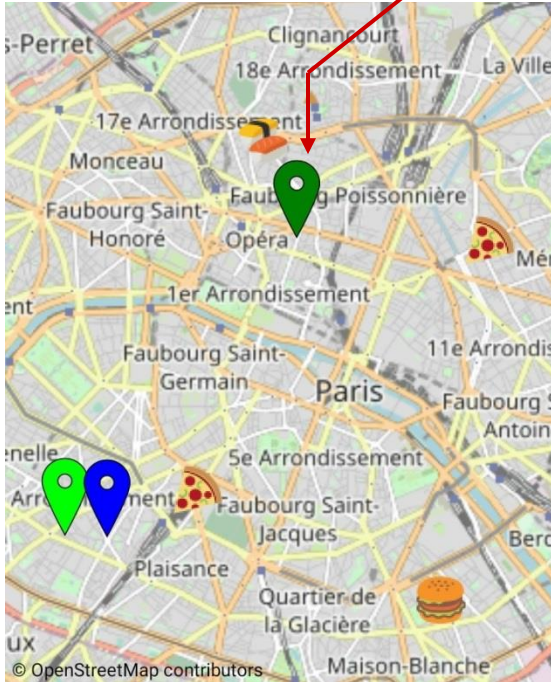 Clignancourt
s-Perret
18e Arrondissement
La Ville
17e Arrondissement
Monceau
Faubourg Poissonnière
Faubourg Saint-
Honoré
Opéra
Mér
1er Arrondissement
ent
Faubourg Saint-
Germain
11e Arrondis
Paris
Faubourg S
Antoin
enelle
5e Arrondissement
Arro
ment
Faubourg Saint-
Jacques
Berc
Plaisance
Quartier de
la Glacière
ux
Maison-Blanche
© OpenStreetMap contributors